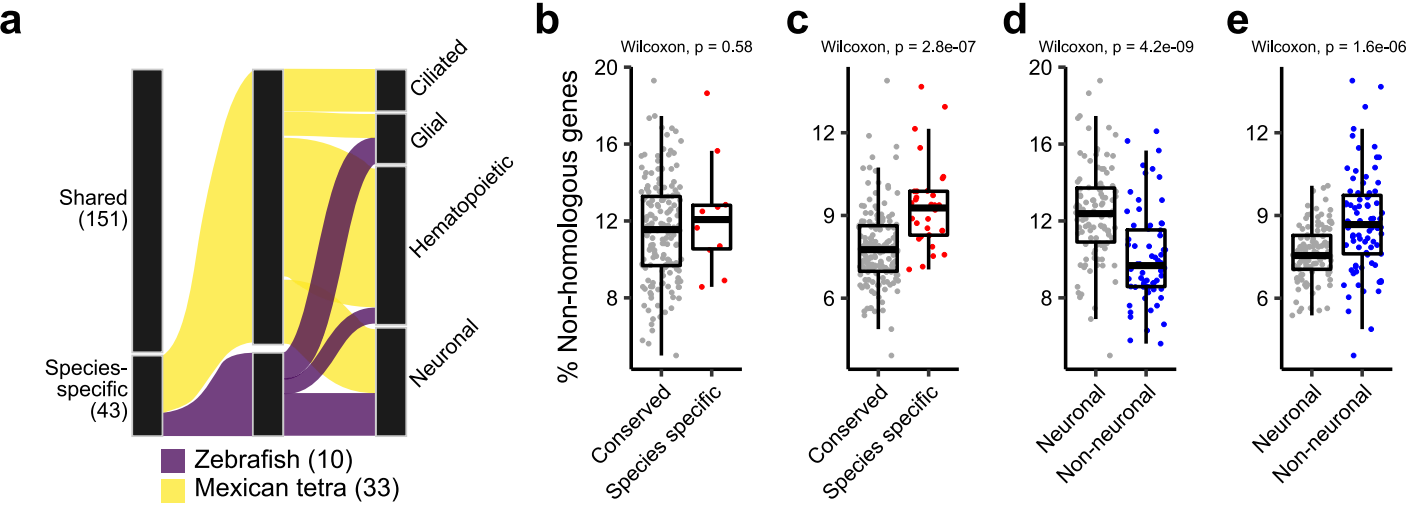 a
Shared
(151)
Species-
specific
(43)
Ciliated
Glial
Hematopoietic
Neuronal
Zebrafish (10)
Mexican tetra (33)
b
Wilcoxon, p = 0.58
% Non-homologous genes
20
16
12
8
Conserved
Species specific
c
Wilcoxon, p = 2.8e-07
12
9
6
Conserved
Species specific
d
Wilcoxon, p = 4.2e-09
20
16
12
8
Neuronal
Non-neuronal
e
Wilcoxon, p = 1.6e-06
12
9
6
Neuronal
Non-neuronal